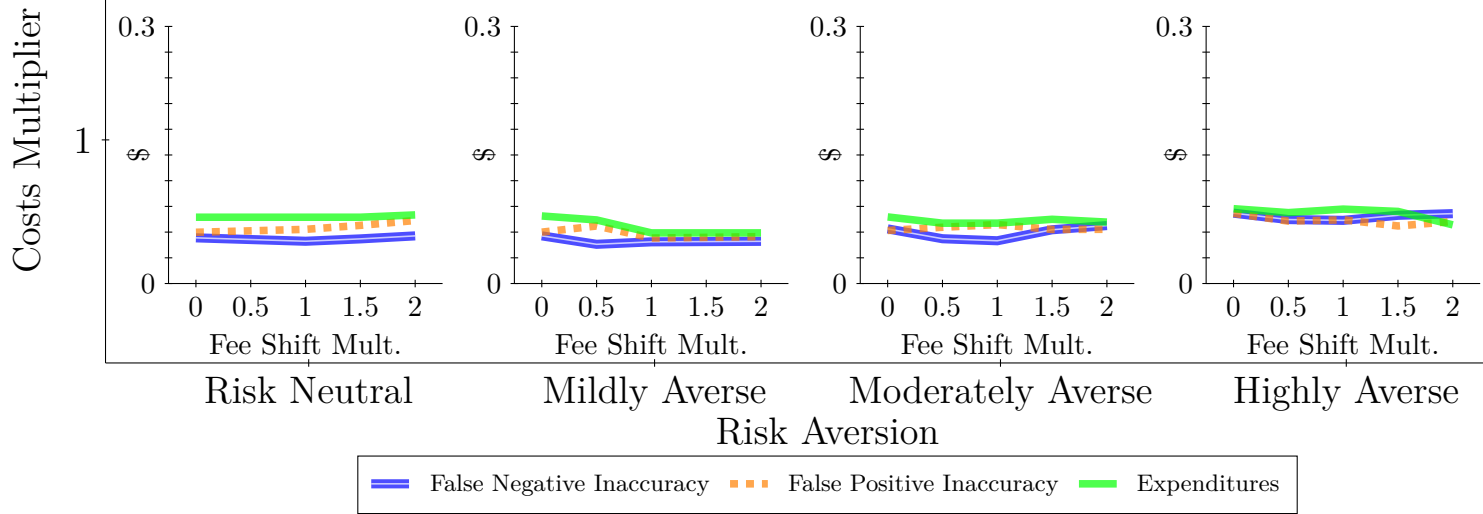 Costs Multiplier
1
0.3
$
0
0 0.5 1 1.5 2
Fee Shift Mult.
0.3
$
0
0 0.5 1 1.5 2
Fee Shift Mult.
0.3
$
0
0 0.5 1 1.5 2
Fee Shift Mult.
0.3
$
0
0 0.5 1 1.5 2
Fee Shift Mult.
Risk Neutral
Mildly Averse
Moderately Averse
Highly Averse
Risk Aversion
False Negative Inaccuracy False Positive Inaccuracy Expenditures